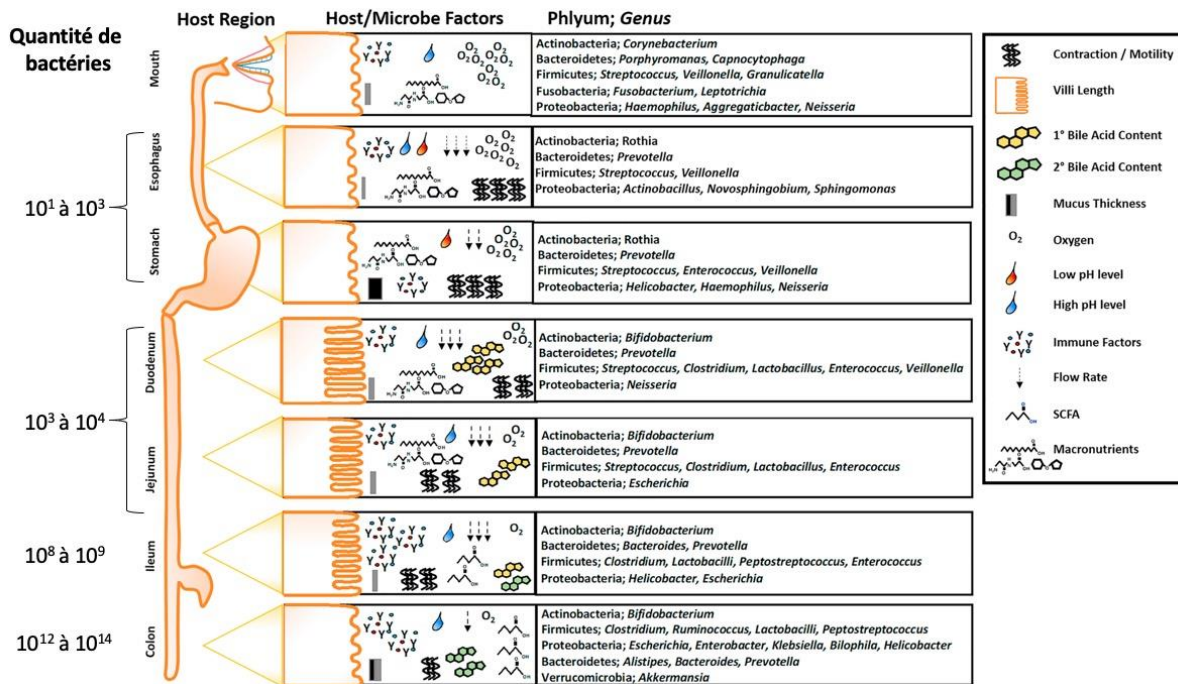 Quantité de
bactéries
Host Region
Host/Microbe Factors
Phlyum; Genus
Mouth
Actinobacteria; Corynebacterium
Bacteroidetes; Porphyromanas, Capnocytophaga
Firmicutes; Streptococcus, Veillonella, Granulicatella
Fusobacteria; Fusobacterium, Leptotrichia
Proteobacteria; Haemophilus, Aggregaticbacter, Neisseria
10¹ à 10³
Esophagus
Actinobacteria; Rothia
Bacteroidetes; Prevotella
Firmicutes; Streptococcus, Veillonella
Proteobacteria; Actinobacillus, Novosphingobium, Sphingomonas
Stomach
Actinobacteria; Rothia
Bacteroidetes; Prevotella
Firmicutes; Streptococcus, Enterococcus, Veillonella
Proteobacteria; Helicobacter, Haemophilus, Neisseria
10³ à 10⁴
Duodenum
Actinobacteria; Bifidobacterium
Bacteroidetes; Prevotella
Firmicutes; Streptococcus, Clostridium, Lactobacillus, Enterococcus, Veillonella
Proteobacteria; Neisseria
Jejunum
Actinobacteria; Bifidobacterium
Bacteroidetes; Prevotella
Firmicutes; Streptococcus, Clostridium, Lactobacillus, Enterococcus
Proteobacteria; Escherichia
10⁸ à 10⁹
Ileum
Actinobacteria; Bifidobacterium
Bacteroidetes; Bacteroides, Prevotella
Firmicutes; Clostridium, Lactobacilli, Peptostreptococcus, Enterococcus
Proteobacteria; Helicobacter, Escherichia
10¹² à 10¹⁴
Colon
Actinobacteria; Bifidobacterium
Firmicutes; Clostridium, Ruminococcus, Lactobacilli, Peptostreptococcus
Proteobacteria; Escherichia, Enterobacter, Klebsiella, Bilophila, Helicobacter
Bacteroidetes; Alistipes, Bacteroides, Prevotella
Verrucomicrobia; Akkermansia
Contraction / Motility
Villi Length
1° Bile Acid Content
2° Bile Acid Content
Mucus Thickness
O₂ Oxygen
Low pH level
High pH level
Immune Factors
Flow Rate
SCFA
Macronutrients